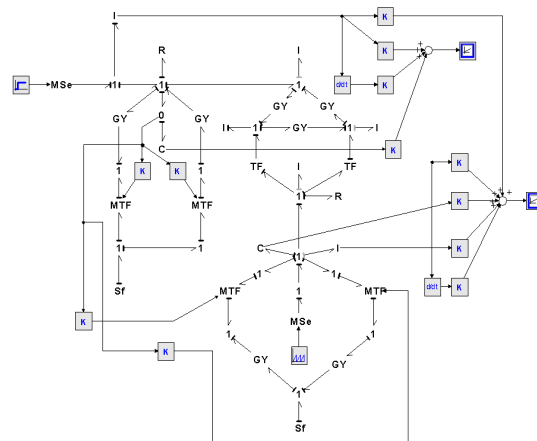 I K
R I K
MSe 1 1 1 ddt K
GY GY GY GY
0 I 1 GY 1 I
C K
1 K K 1 TF TF K
I
MTF MTF 1 R K
1 1 C 1 I K
Sf MTF 1 1 MTF ddt K
1
K MSe
1 1
K GY GY
1
Sf